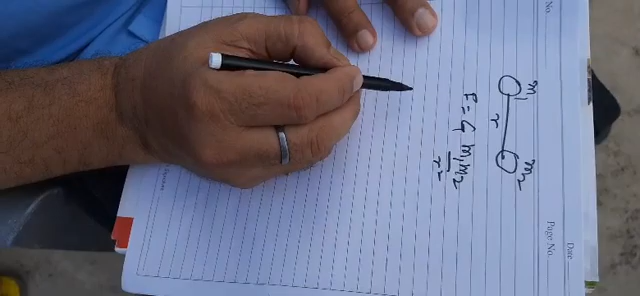 Date
Page No.
No.
m1 r m2
F = G m1m2
r2